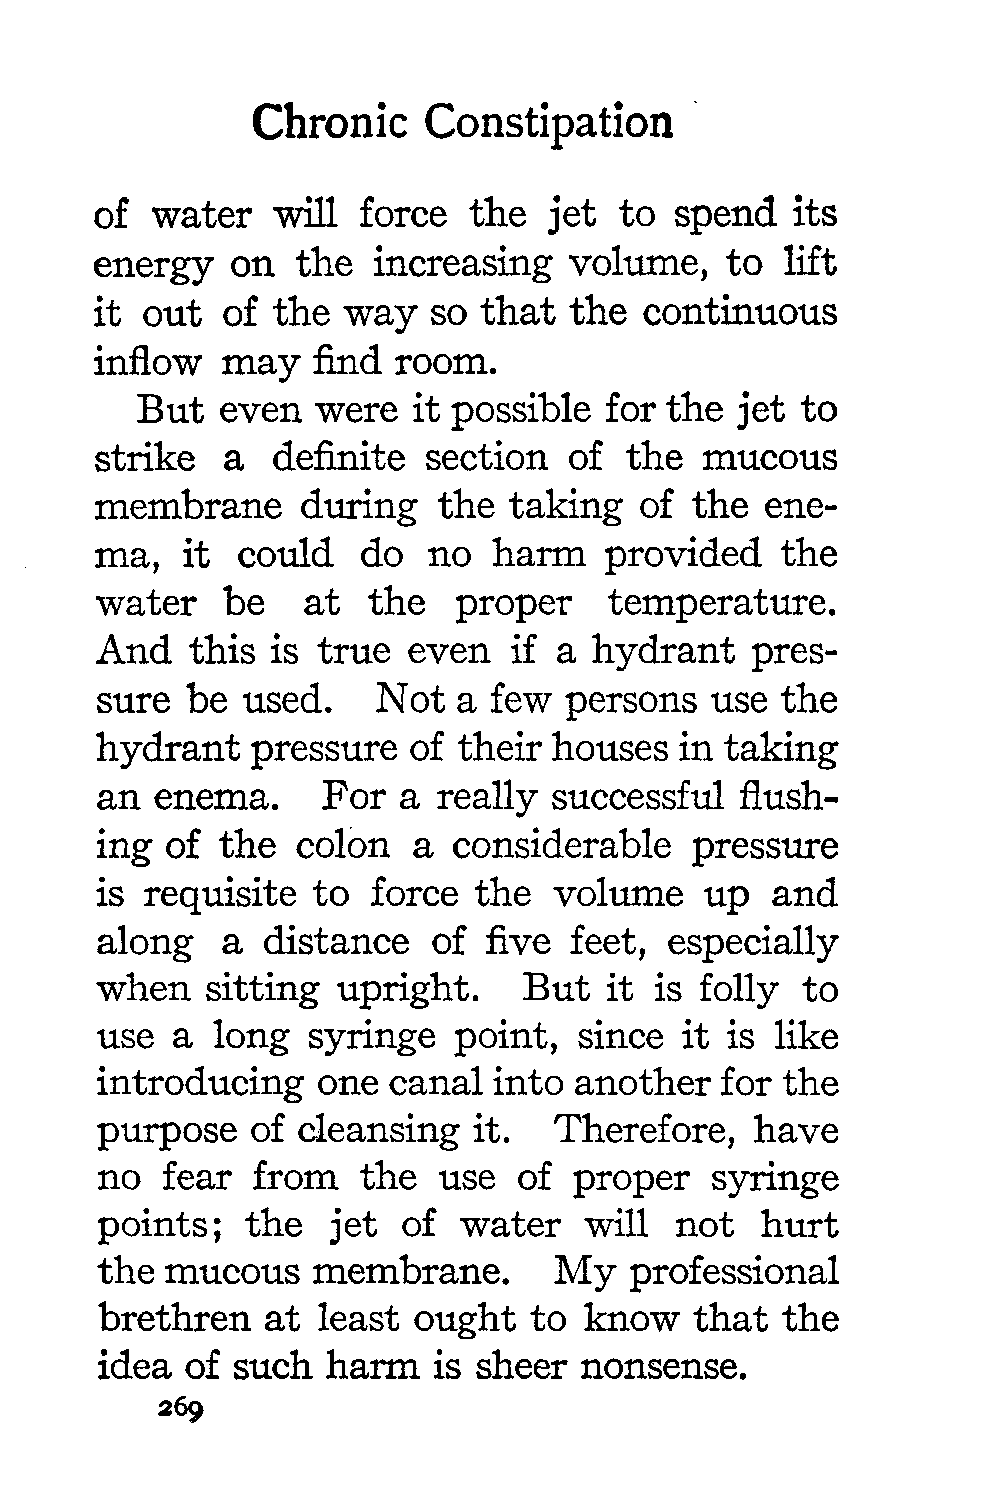 Chronic Constipation
of water will force the jet to spend its
energy on the increasing volume, to lift
it out of the way so that the continuous
inflow may find room.
But even were it possible for the jet to
strike a definite section of the mucous
membrane during the taking of the ene-
ma, it could do no harm provided the
water be at the proper temperature.
And this is true even if a hydrant pres-
sure be used. Not a few persons use the
hydrant pressure of their houses in taking
an enema. For a really successful flush-
ing of the colon a considerable pressure
is requisite to force the volume up and
along a distance of five feet, especially
when sitting upright. But it is folly to
use a long syringe point, since it is like
introducing one canal into another for the
purpose of cleansing it. Therefore, have
no fear from the use of proper syringe
points; the jet of water will not hurt
the mucous membrane. My professional
brethren at least ought to know that the
idea of such harm is sheer nonsense.
269